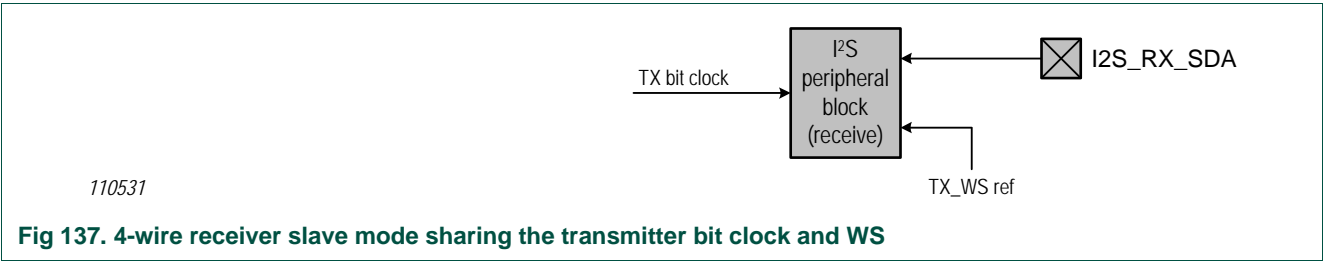 I²S
peripheral
block
(receive)
TX bit clock
I2S_RX_SDA
TX_WS ref
110531
Fig 137. 4-wire receiver slave mode sharing the transmitter bit clock and WS